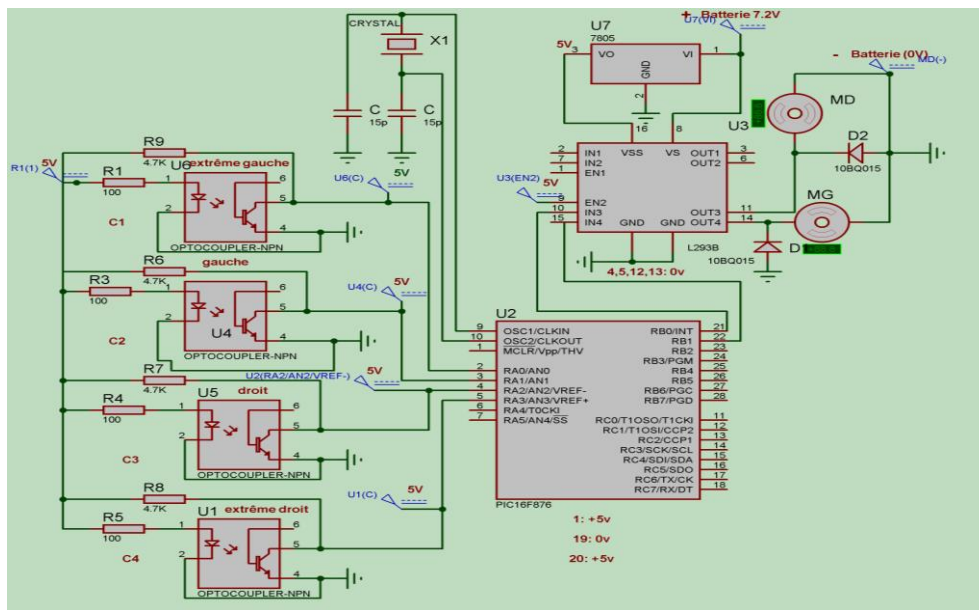 CRYSTAL
X1
C
15p
C
15p
U7
7805
5V
3
VO
VI
1
GND
2
+ Batterie 7.2V
U7(VI)
- Batterie (0V)
MD(-)
MD
D2
10BQ015
MG
10BQ015
U3
16
8
VSS
VS
2
IN1
OUT1
3
7
IN2
OUT2
6
1
EN1
U3(EN2)
5V
9
EN2
10
IN3
OUT3
11
15
IN4
OUT4
14
GND
GND
L293B
4,5,12,13: 0v
R9
4.7K
5V
R1(1)
R1
100
U6
extrême gauche
1
2
6
5
4
C1
OPTOCOUPLER-NPN
U6(C)
5V
R6
4.7K
gauche
R3
100
1
2
6
5
4
U4
C2
OPTOCOUPLER-NPN
U4(C)
5V
R7
4.7K
U2(RA2/AN2/VREF-)
5V
R4
100
U5
droit
1
2
6
5
4
C3
OPTOCOUPLER-NPN
R8
4.7K
U1(C)
5V
R5
100
U1
extrême droit
1
2
6
5
4
C4
OPTOCOUPLER-NPN
U2
9
OSC1/CLKIN
RB0/INT
21
10
OSC2/CLKOUT
RB1
22
1
MCLR/Vpp/THV
RB2
23
RB3/PGM
24
2
RA0/AN0
RB4
25
3
RA1/AN1
RB5
26
4
RA2/AN2/VREF-
RB6/PGC
27
5
RA3/AN3/VREF+
RB7/PGD
28
6
RA4/T0CKI
7
RA5/AN4/SS
RC0/T1OSO/T1CKI
11
RC1/T1OSI/CCP2
12
RC2/CCP1
13
RC3/SCK/SCL
14
RC4/SDI/SDA
15
RC5/SDO
16
RC6/TX/CK
17
RC7/RX/DT
18
PIC16F876
1: +5v
19: 0v
20: +5v